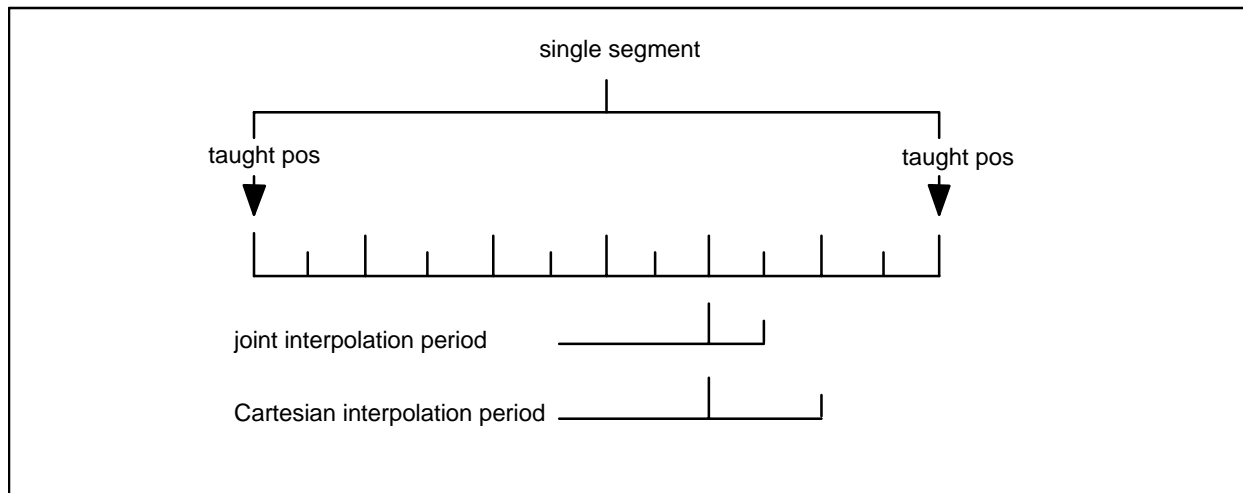 single segment
taught pos
taught pos
joint interpolation period
Cartesian interpolation period